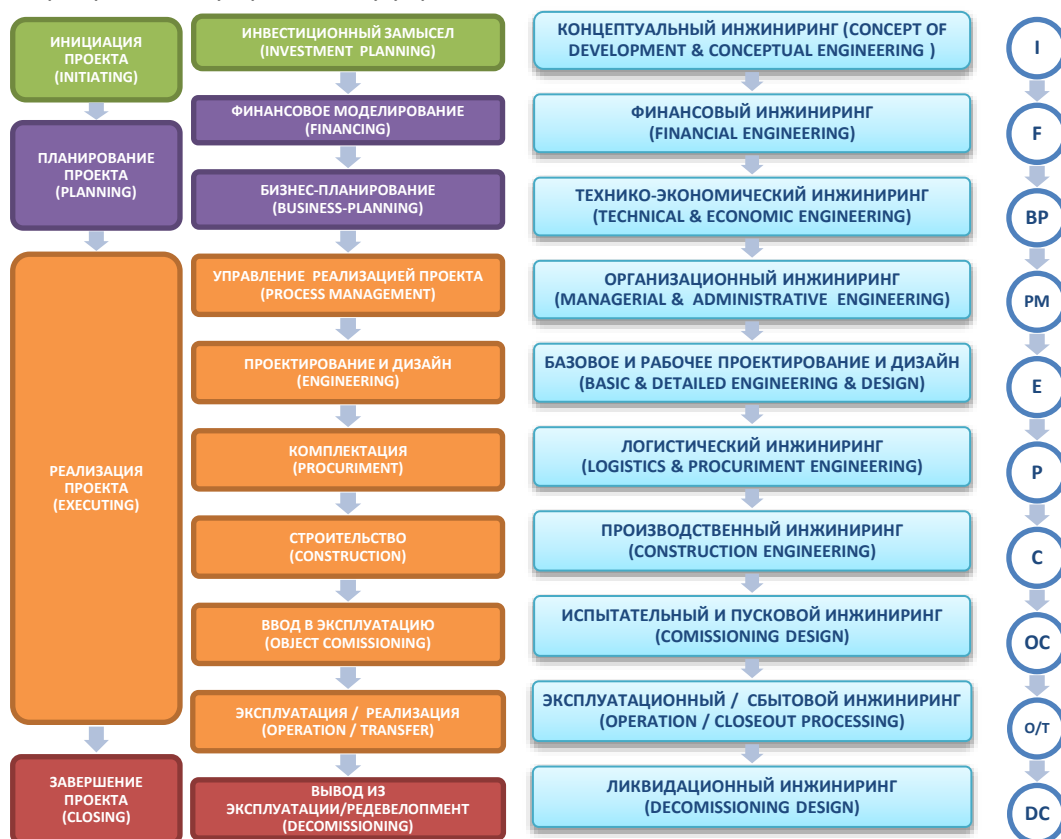 ИНИЦИАЦИЯ
ПРОЕКТА
(INITIATING)
ПЛАНИРОВАНИЕ
ПРОЕКТА
(PLANNING)
РЕАЛИЗАЦИЯ
ПРОЕКТА
(EXECUTING)
ЗАВЕРШЕНИЕ
ПРОЕКТА
(CLOSING)
ИНВЕСТИЦИОННЫЙ ЗАМЫСЕЛ
(INVESTMENT PLANNING)
ФИНАНСОВОЕ МОДЕЛИРОВАНИЕ
(FINANCING)
БИЗНЕС-ПЛАНИРОВАНИЕ
(BUSINESS-PLANNING)
УПРАВЛЕНИЕ РЕАЛИЗАЦИЕЙ ПРОЕКТА
(PROCESS MANAGEMENT)
ПРОЕКТИРОВАНИЕ И ДИЗАЙН
(ENGINEERING)
КОМПЛЕКТАЦИЯ
(PROCURIMENT)
СТРОИТЕЛЬСТВО
(CONSTRUCTION)
ВВОД В ЭКСПЛУАТАЦИЮ
(OBJECT COMISSIONING)
ЭКСПЛУАТАЦИЯ / РЕАЛИЗАЦИЯ
(OPERATION / TRANSFER)
ВЫВОД ИЗ
ЭКСПЛУАТАЦИИ/РЕДЕВЕЛОПМЕНТ
(DECOMISSIONING)
КОНЦЕПТУАЛЬНЫЙ ИНЖИНИРИНГ (CONCEPT OF
DEVELOPMENT & CONCEPTUAL ENGINEERING )
ФИНАНСОВЫЙ ИНЖИНИРИНГ
(FINANCIAL ENGINEERING)
ТЕХНИКО-ЭКОНОМИЧЕСКИЙ ИНЖИНИРИНГ
(TECHNICAL & ECONOMIC ENGINEERING)
ОРГАНИЗАЦИОННЫЙ ИНЖИНИРИНГ
(MANAGERIAL & ADMINISTRATIVE ENGINEERING)
БАЗОВОЕ И РАБОЧЕЕ ПРОЕКТИРОВАНИЕ И ДИЗАЙН
(BASIC & DETAILED ENGINEERING & DESIGN)
ЛОГИСТИЧЕСКИЙ ИНЖИНИРИНГ
(LOGISTICS & PROCURIMENT ENGINEERING)
ПРОИЗВОДСТВЕННЫЙ ИНЖИНИРИНГ
(CONSTRUCTION ENGINEERING)
ИСПЫТАТЕЛЬНЫЙ И ПУСКОВОЙ ИНЖИНИРИНГ
(COMISSIONING DESIGN)
ЭКСПЛУАТАЦИОННЫЙ / СБЫТОВОЙ ИНЖИНИРИНГ
(OPERATION / CLOSEOUT PROCESSING)
ЛИКВИДАЦИОННЫЙ ИНЖИНИРИНГ
(DECOMISSIONING DESIGN)
I
F
BP
PM
E
P
C
OC
O/T
DC